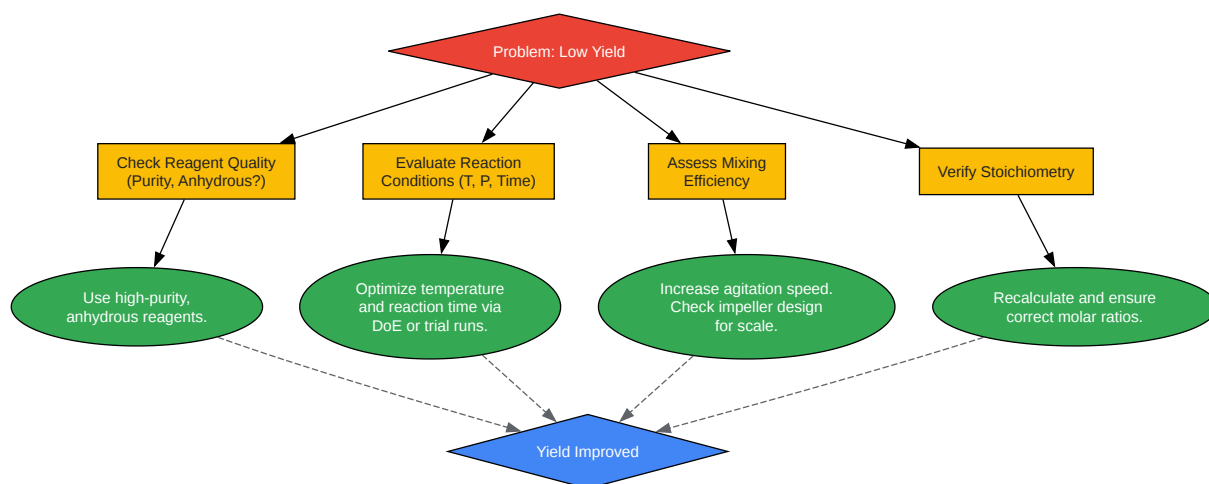 Problem: Low Yield
Check Reagent Quality
(Purity, Anhydrous?)
Evaluate Reaction
Conditions (T, P, Time)
Assess Mixing
Efficiency
Verify Stoichiometry
Use high-purity,
anhydrous reagents.
Optimize temperature
and reaction time via
DoE or trial runs.
Increase agitation speed.
Check impeller design
for scale.
Recalculate and ensure
correct molar ratios.
Yield Improved